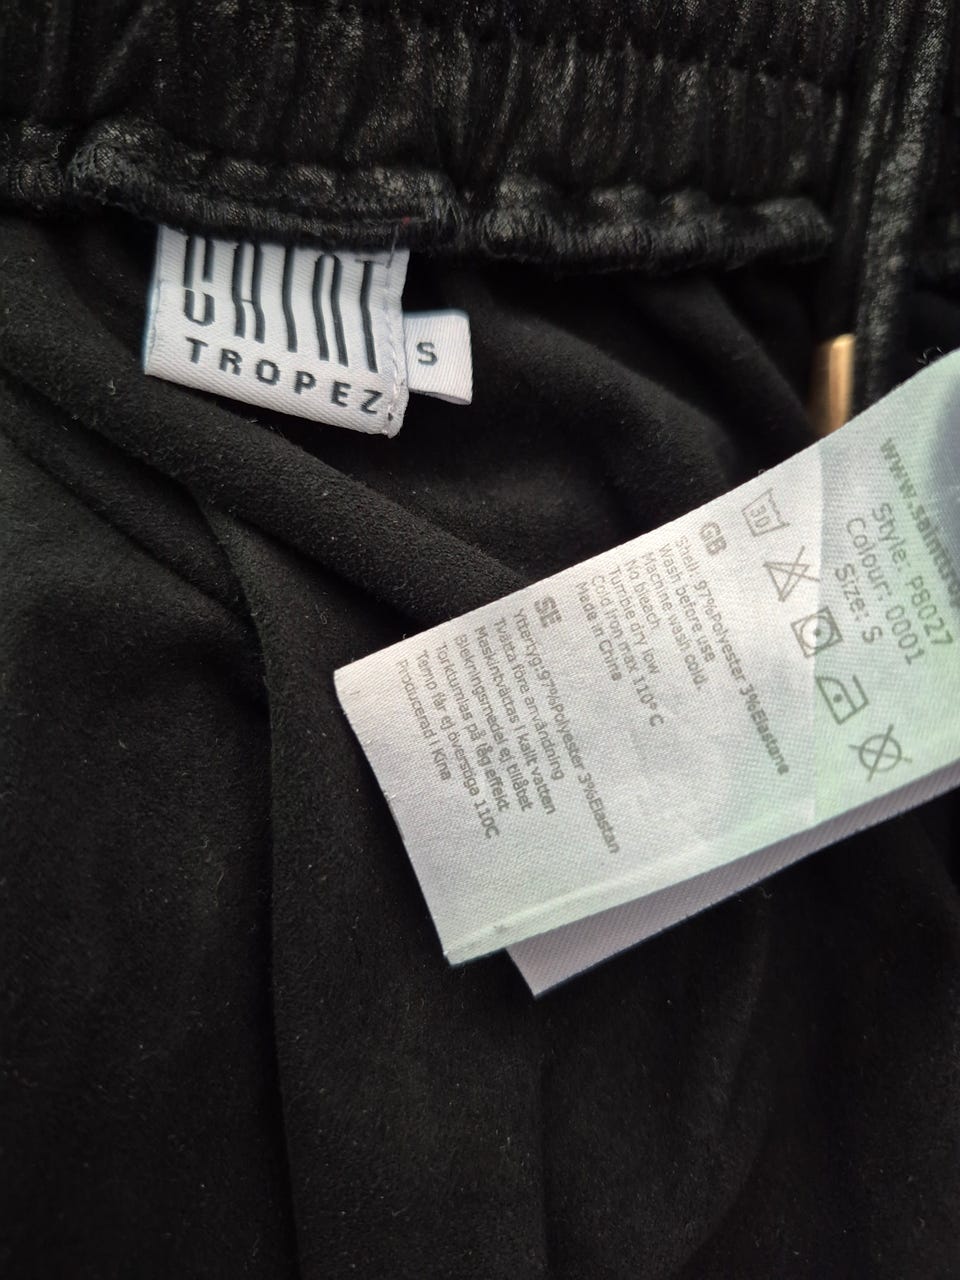 SAINT
TROPEZ
S
www.sainttrop
Style: P8027
Colour: 0001
Size: S
30
GB
Shell: 97%Polyester 3%Elastane
Wash before use
Machine wash cold.
No bleach
Tumble dry low
Cold iron max 110° C
Made in China
SE
Yttertyg:97%Polyester 3%Elastan
Tvätta före användning
Maskintvättas i kallt vatten
Blekningsmedel ej tillåtet
Torktumlas på låg effekt
Temp får ej överstiga 110C
Producerad i Kina